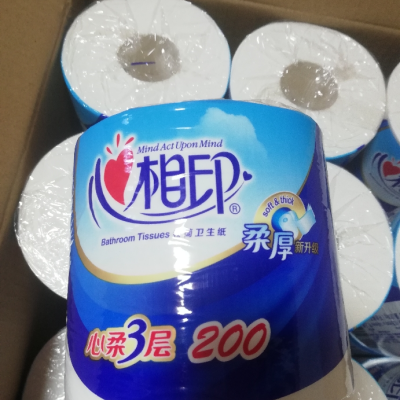 Mind Act Upon Mind
心相印®
Bathroom Tissues 卫生纸
soft & thick
柔厚 新升级
心柔3层 200